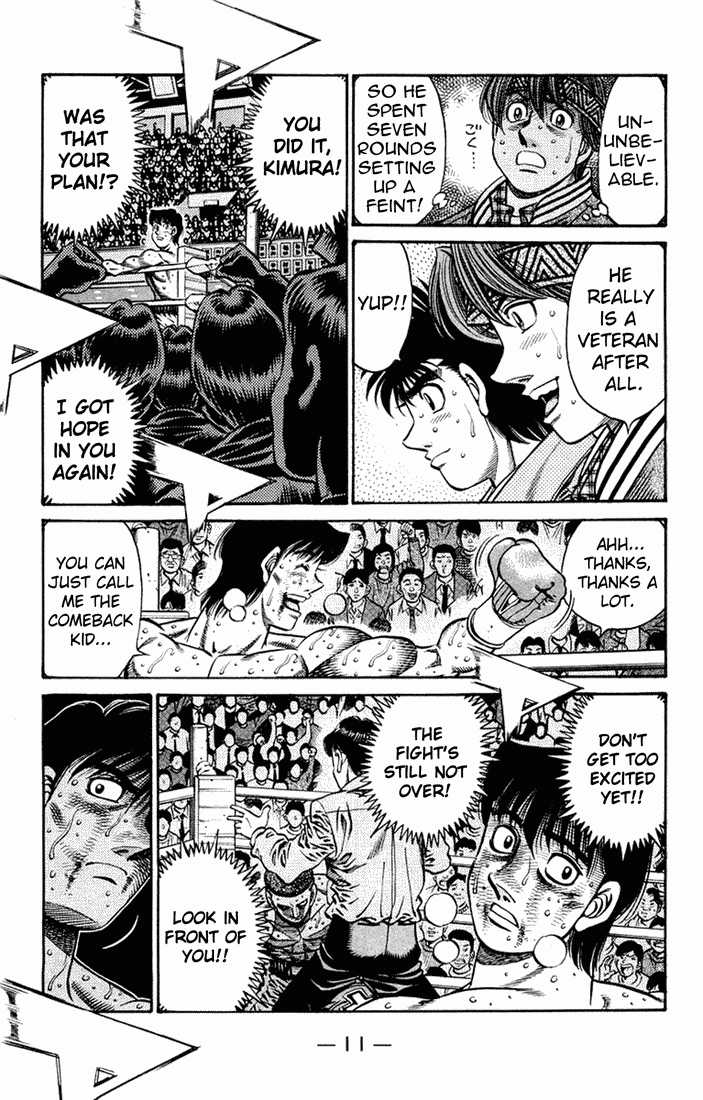 UN-
UNBE-
LIEV-
ABLE.
SO HE
SPENT
SEVEN
ROUNDS
SETTING
UP A
FEINT!
ごく…
YOU
DID IT,
KIMURA!
WAS
THAT
YOUR
PLAN!?
HE
REALLY
IS A
VETERAN
AFTER
ALL.
YUP!!
I GOT
HOPE
IN YOU
AGAIN!
AHH...
THANKS,
THANKS A
LOT.
YOU CAN
JUST CALL
ME THE
COMEBACK
KID...
DON'T
GET TOO
EXCITED
YET!!
THE
FIGHT'S
STILL NOT
OVER!
LOOK IN
FRONT OF
YOU!!
— 11 —